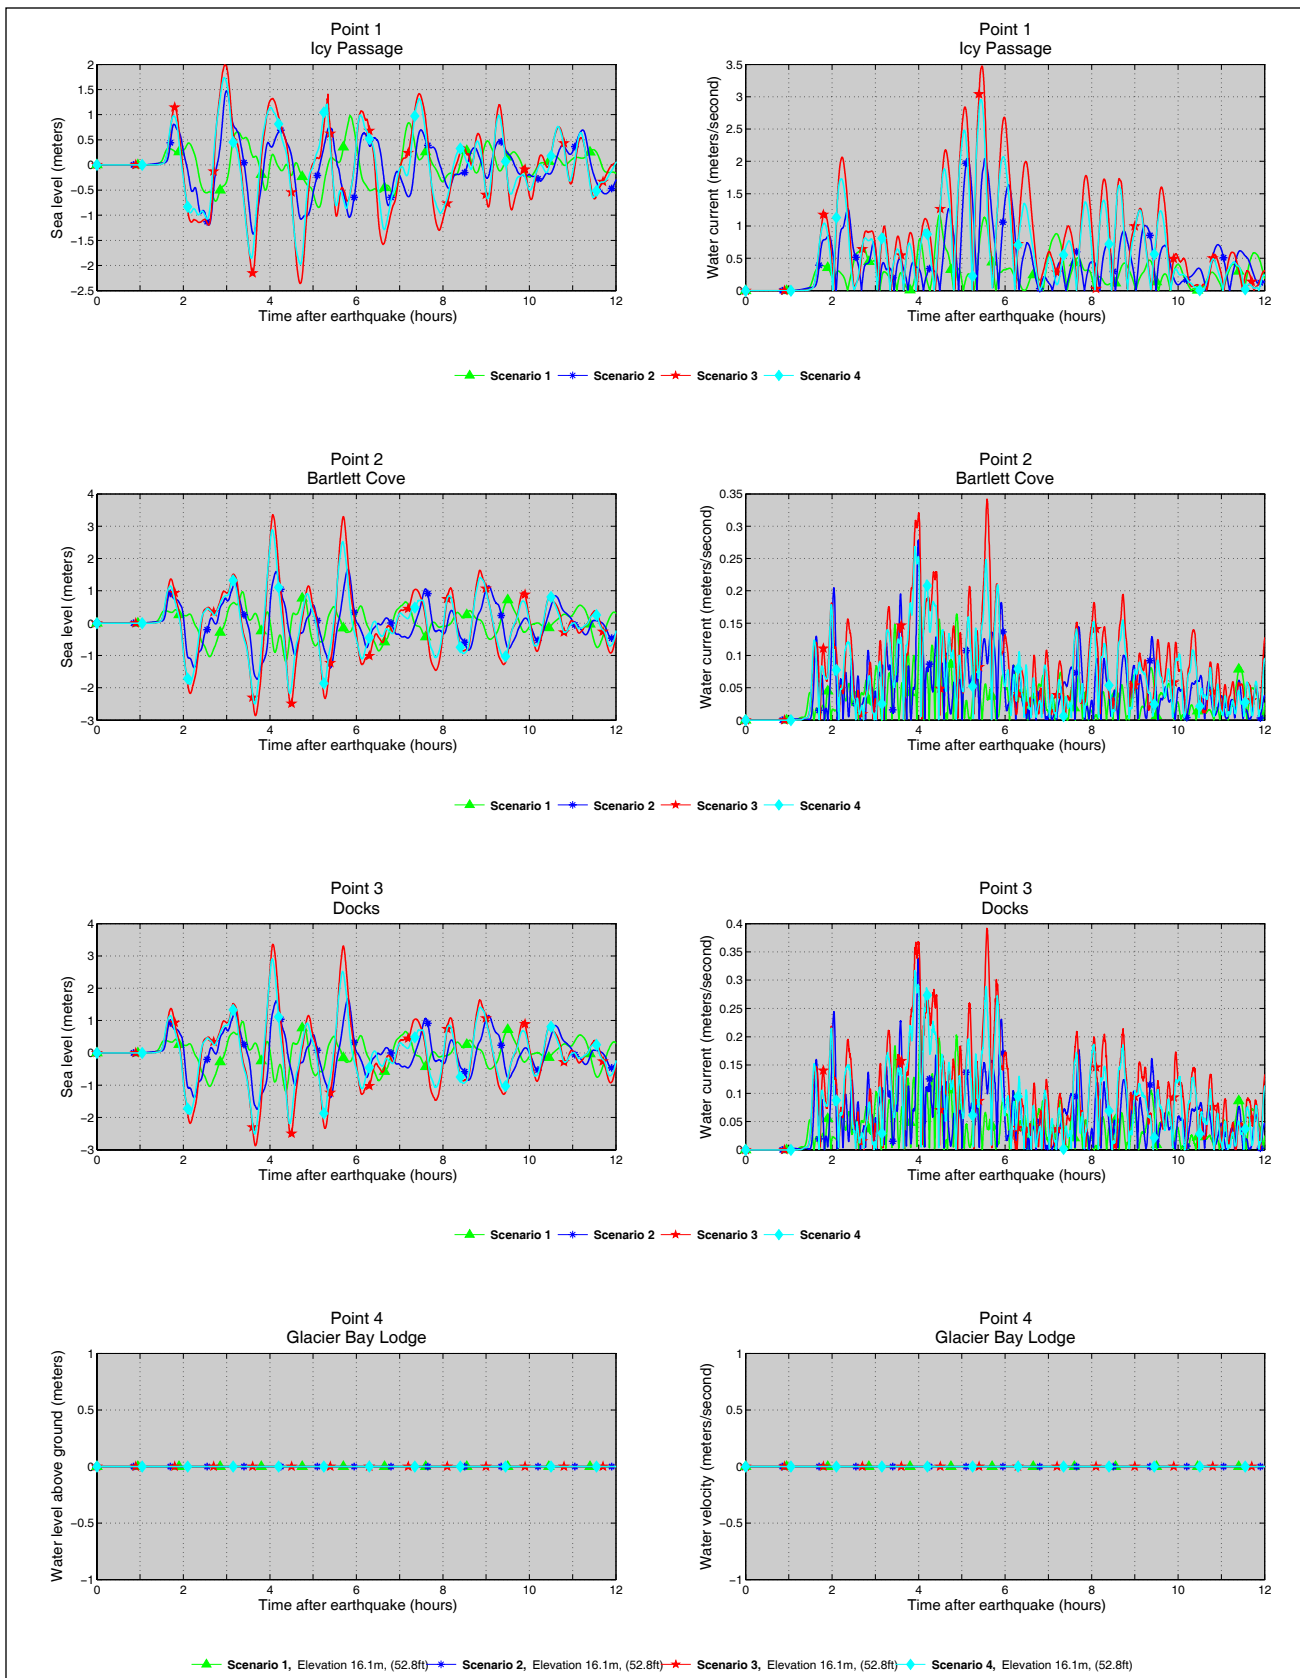 Point 1
Icy Passage
Sea level (meters)
2
1.5
1
0.5
0
−0.5
−1
−1.5
−2
−2.5
0 2 4 6 8 10 12
Time after earthquake (hours)
Point 1
Icy Passage
Water current (meters/second)
3.5
3
2.5
2
1.5
1
0.5
0
0 2 4 6 8 10 12
Time after earthquake (hours)
Scenario 1 Scenario 2 Scenario 3 Scenario 4
Point 2
Bartlett Cove
Sea level (meters)
4
3
2
1
0
−1
−2
−3
0 2 4 6 8 10 12
Time after earthquake (hours)
Point 2
Bartlett Cove
Water current (meters/second)
0.35
0.3
0.25
0.2
0.15
0.1
0.05
0
0 2 4 6 8 10 12
Time after earthquake (hours)
Scenario 1 Scenario 2 Scenario 3 Scenario 4
Point 3
Docks
Sea level (meters)
4
3
2
1
0
−1
−2
−3
0 2 4 6 8 10 12
Time after earthquake (hours)
Point 3
Docks
Water current (meters/second)
0.4
0.35
0.3
0.25
0.2
0.15
0.1
0.05
0
0 2 4 6 8 10 12
Time after earthquake (hours)
Scenario 1 Scenario 2 Scenario 3 Scenario 4
Point 4
Glacier Bay Lodge
Water level above ground (meters)
1
0.5
0
−0.5
−1
0 2 4 6 8 10 12
Time after earthquake (hours)
Point 4
Glacier Bay Lodge
Water velocity (meters/second)
1
0.5
0
−0.5
−1
0 2 4 6 8 10 12
Time after earthquake (hours)
Scenario 1, Elevation 16.1m, (52.8ft) Scenario 2, Elevation 16.1m, (52.8ft) Scenario 3, Elevation 16.1m, (52.8ft) Scenario 4, Elevation 16.1m, (52.8ft)